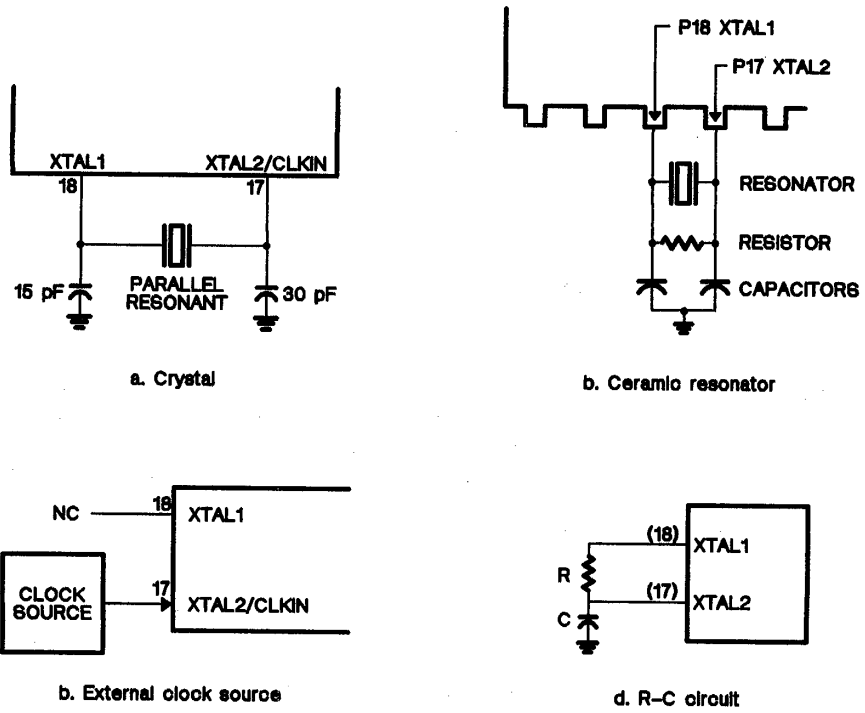 XTAL1
XTAL2/CLKIN
18
17
15 pF
PARALLEL
RESONANT
30 pF
a. Crystal
P18 XTAL1
P17 XTAL2
RESONATOR
RESISTOR
CAPACITORS
b. Ceramic resonator
NC
18
XTAL1
CLOCK
SOURCE
17
XTAL2/CLKIN
b. External clock source
(18)
XTAL1
R
(17)
XTAL2
C
d. R-C circuit